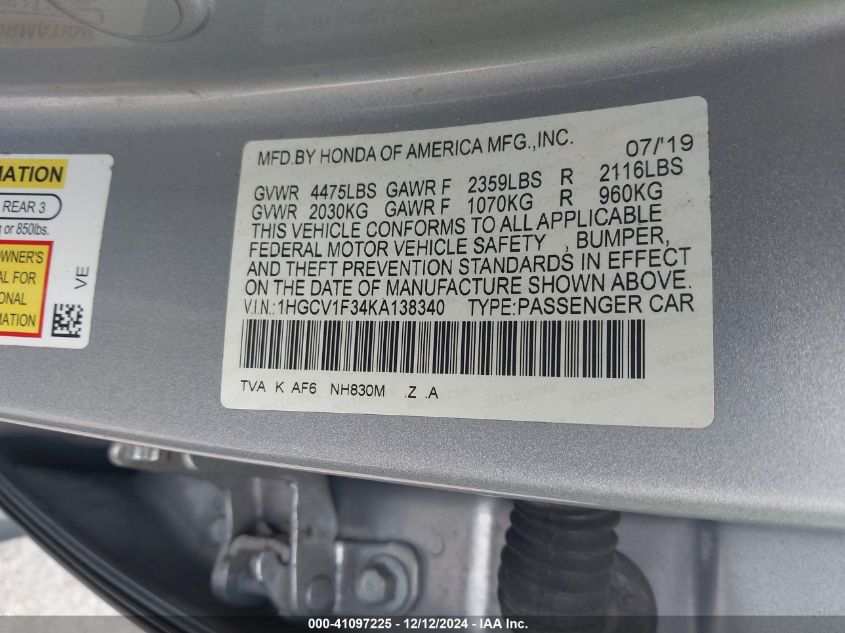 MFD.BY HONDA OF AMERICA MFG.,INC. 07/'19
GVWR 4475LBS GAWR F 2359LBS R 2116LBS
GVWR 2030KG GAWR F 1070KG R 960KG
THIS VEHICLE CONFORMS TO ALL APPLICABLE
FEDERAL MOTOR VEHICLE SAFETY , BUMPER,
AND THEFT PREVENTION STANDARDS IN EFFECT
ON THE DATE OF MANUFACTURE SHOWN ABOVE.
V.I.N.:1HGCV1F34KA138340 TYPE:PASSENGER CAR
TVA K AF6 NH830M .Z .A
MATION
REAR 3
or 850lbs.
OWNER'S
AL FOR
ONAL
MATION
VE
000-41097225 - 12/12/2024 - IAA Inc.